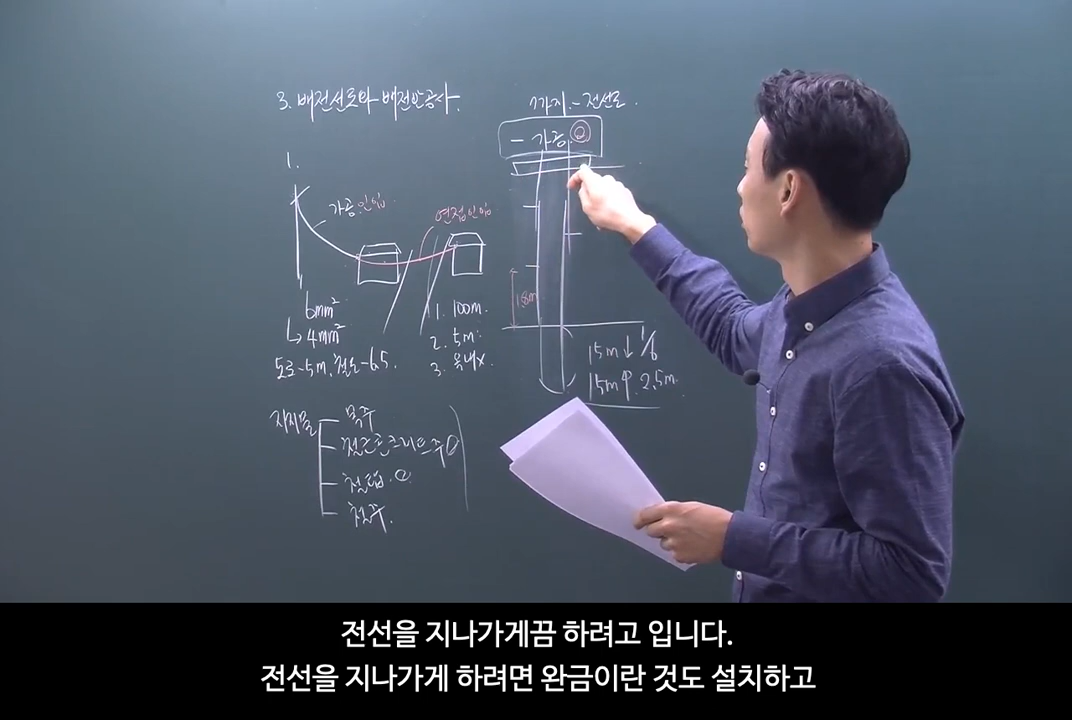 3. 배전선로와 배전반공사.
7가지 - 전선로.
- 가공. ②
1.
가공인입.
연접인입
1.8m
6mm²
↳ 4mm²
도로-5m, 철도-6.5.
1. 100m.
2. 5m.
3. 옥내x.
15m↓ 1/6
15m↑. 2.5m.
지지물
목주
철근콘크리트주
철탑.
철주.
전선을 지나가게끔 하려고 입니다.
전선을 지나가게 하려면 완금이란 것도 설치하고